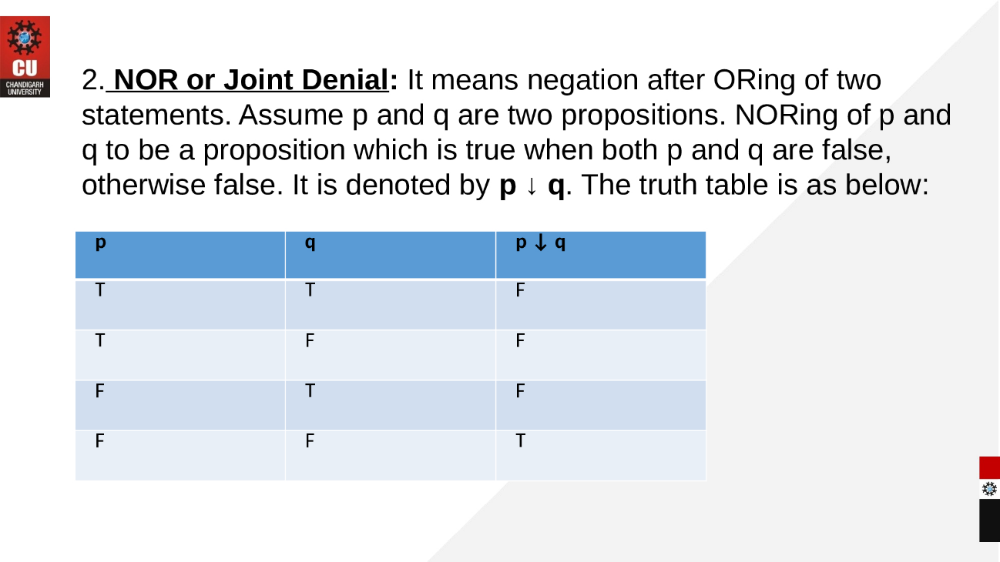 CU
CHANDIGARH
UNIVERSITY
2. NOR or Joint Denial: It means negation after ORing of two
statements. Assume p and q are two propositions. NORing of p and
q to be a proposition which is true when both p and q are false,
otherwise false. It is denoted by p ↓ q. The truth table is as below:
p q p ↓ q
T T F
T F F
F T F
F F T